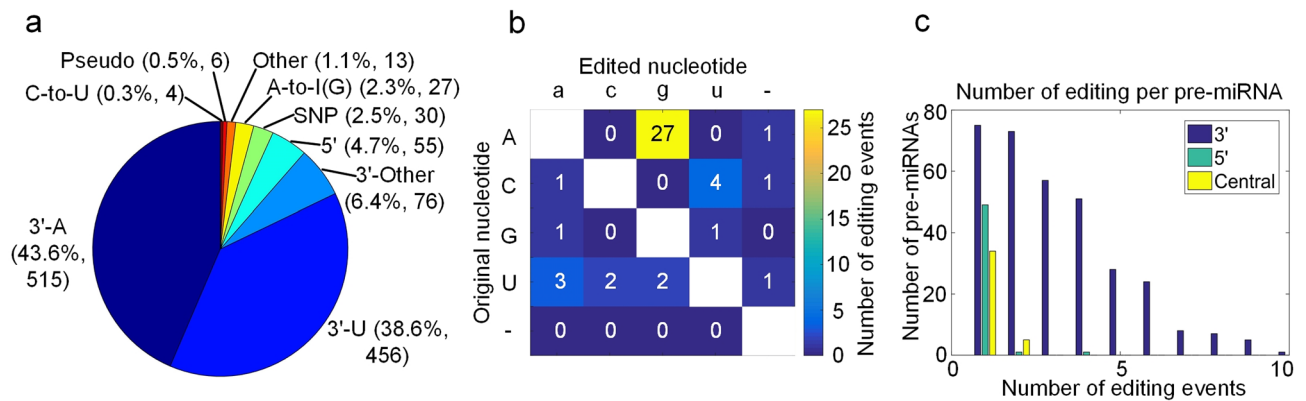 a
Pseudo (0.5%, 6)
Other (1.1%, 13)
C-to-U (0.3%, 4)
A-to-I(G) (2.3%, 27)
SNP (2.5%, 30)
5' (4.7%, 55)
3'-Other
(6.4%, 76)
3'-A
(43.6%,
515)
3'-U (38.6%,
456)
b
Edited nucleotide
a c g u -
Original nucleotide
A 0 27 0 1
C 1 0 4 1
G 1 0 1 0
U 3 2 2 1
- 0 0 0 0
25
20
15
10
5
0
Number of editing events
c
Number of editing per pre-miRNA
Number of pre-miRNAs
80
60
40
20
0
3'
5'
Central
0 5 10
Number of editing events